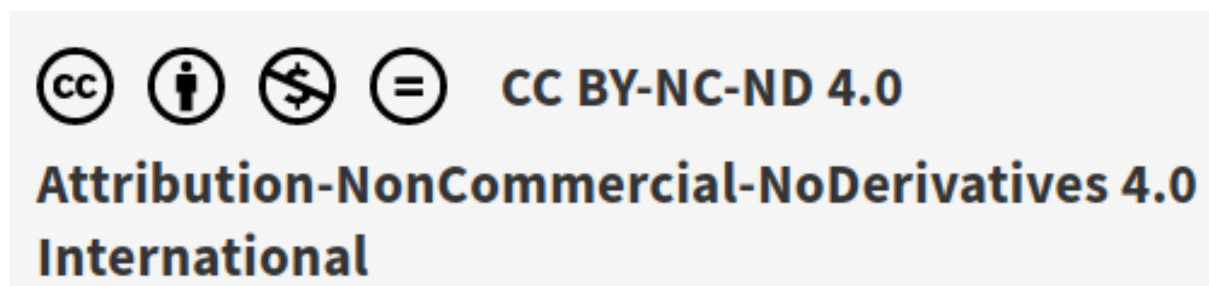 CC BY-NC-ND 4.0
Attribution-NonCommercial-NoDerivatives 4.0
International